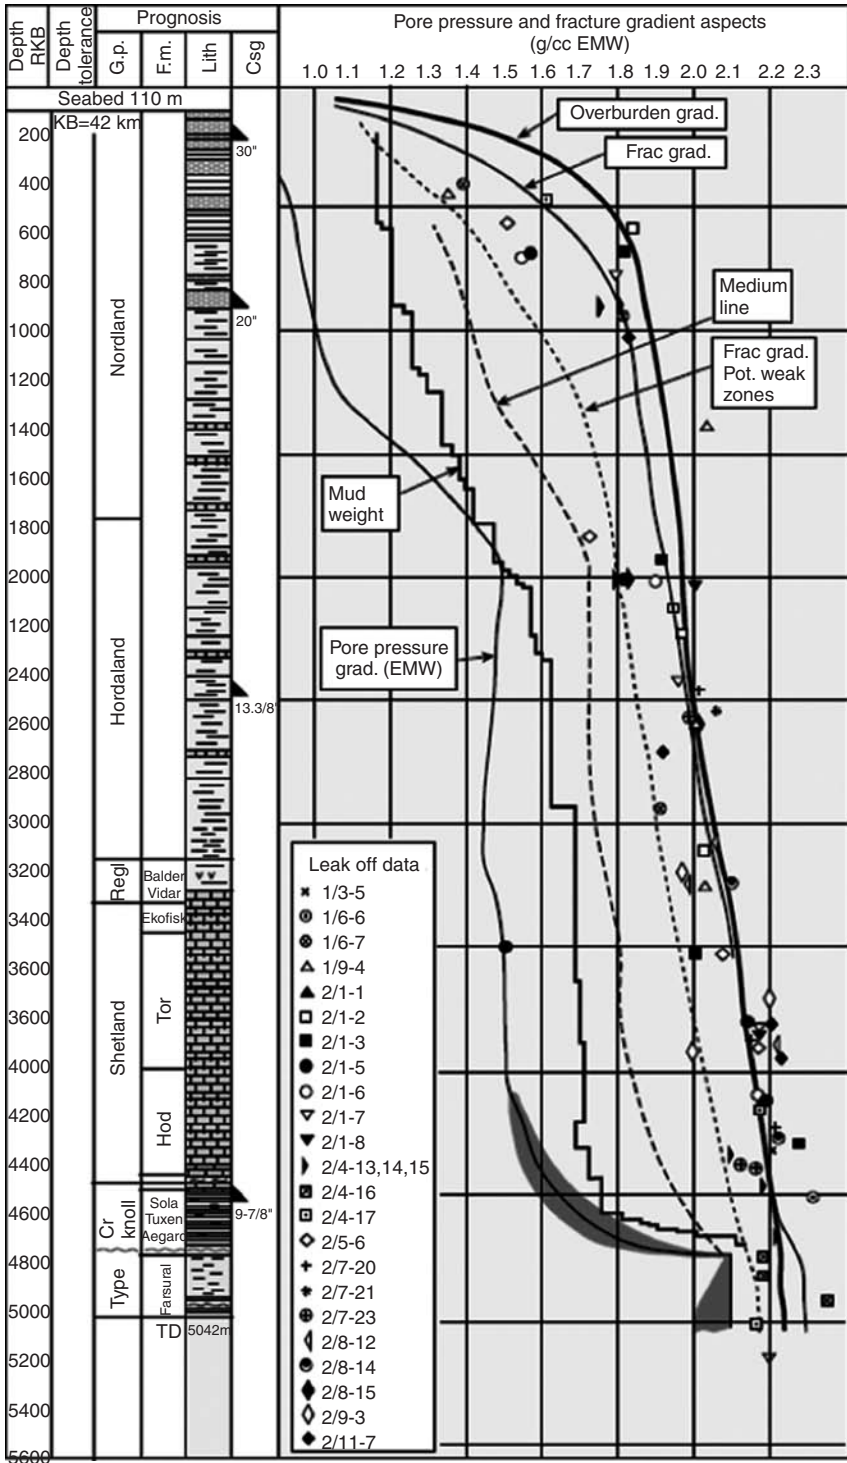 Depth RKB
Depth tolerance
Prognosis
G.p.
F.m.
Lith
Csg
Pore pressure and fracture gradient aspects
(g/cc EMW)
1.0 1.1 1.2 1.3 1.4 1.5 1.6 1.7 1.8 1.9 2.0 2.1 2.2 2.3
Seabed 110 m
KB=42 km
200
400
600
800
1000
1200
1400
1600
1800
2000
2200
2400
2600
2800
3000
3200
3400
3600
3800
4000
4200
4400
4600
4800
5000
5200
5400
5600
Nordland
Hordaland
Regl
Shetland
Cr knoll
Type
Balder
Vidar
Ekofisk
Tor
Hod
Sola
Tuxen
Aegard
Farsural
TD
5042m
30"
20"
13.3/8"
9-7/8"
Overburden grad.
Frac grad.
Medium
line
Frac grad.
Pot. weak
zones
Mud
weight
Pore pressure
grad. (EMW)
Leak off data
1/3-5
1/6-6
1/6-7
1/9-4
2/1-1
2/1-2
2/1-3
2/1-5
2/1-6
2/1-7
2/1-8
2/4-13,14,15
2/4-16
2/4-17
2/5-6
2/7-20
2/7-21
2/7-23
2/8-12
2/8-14
2/8-15
2/9-3
2/11-7